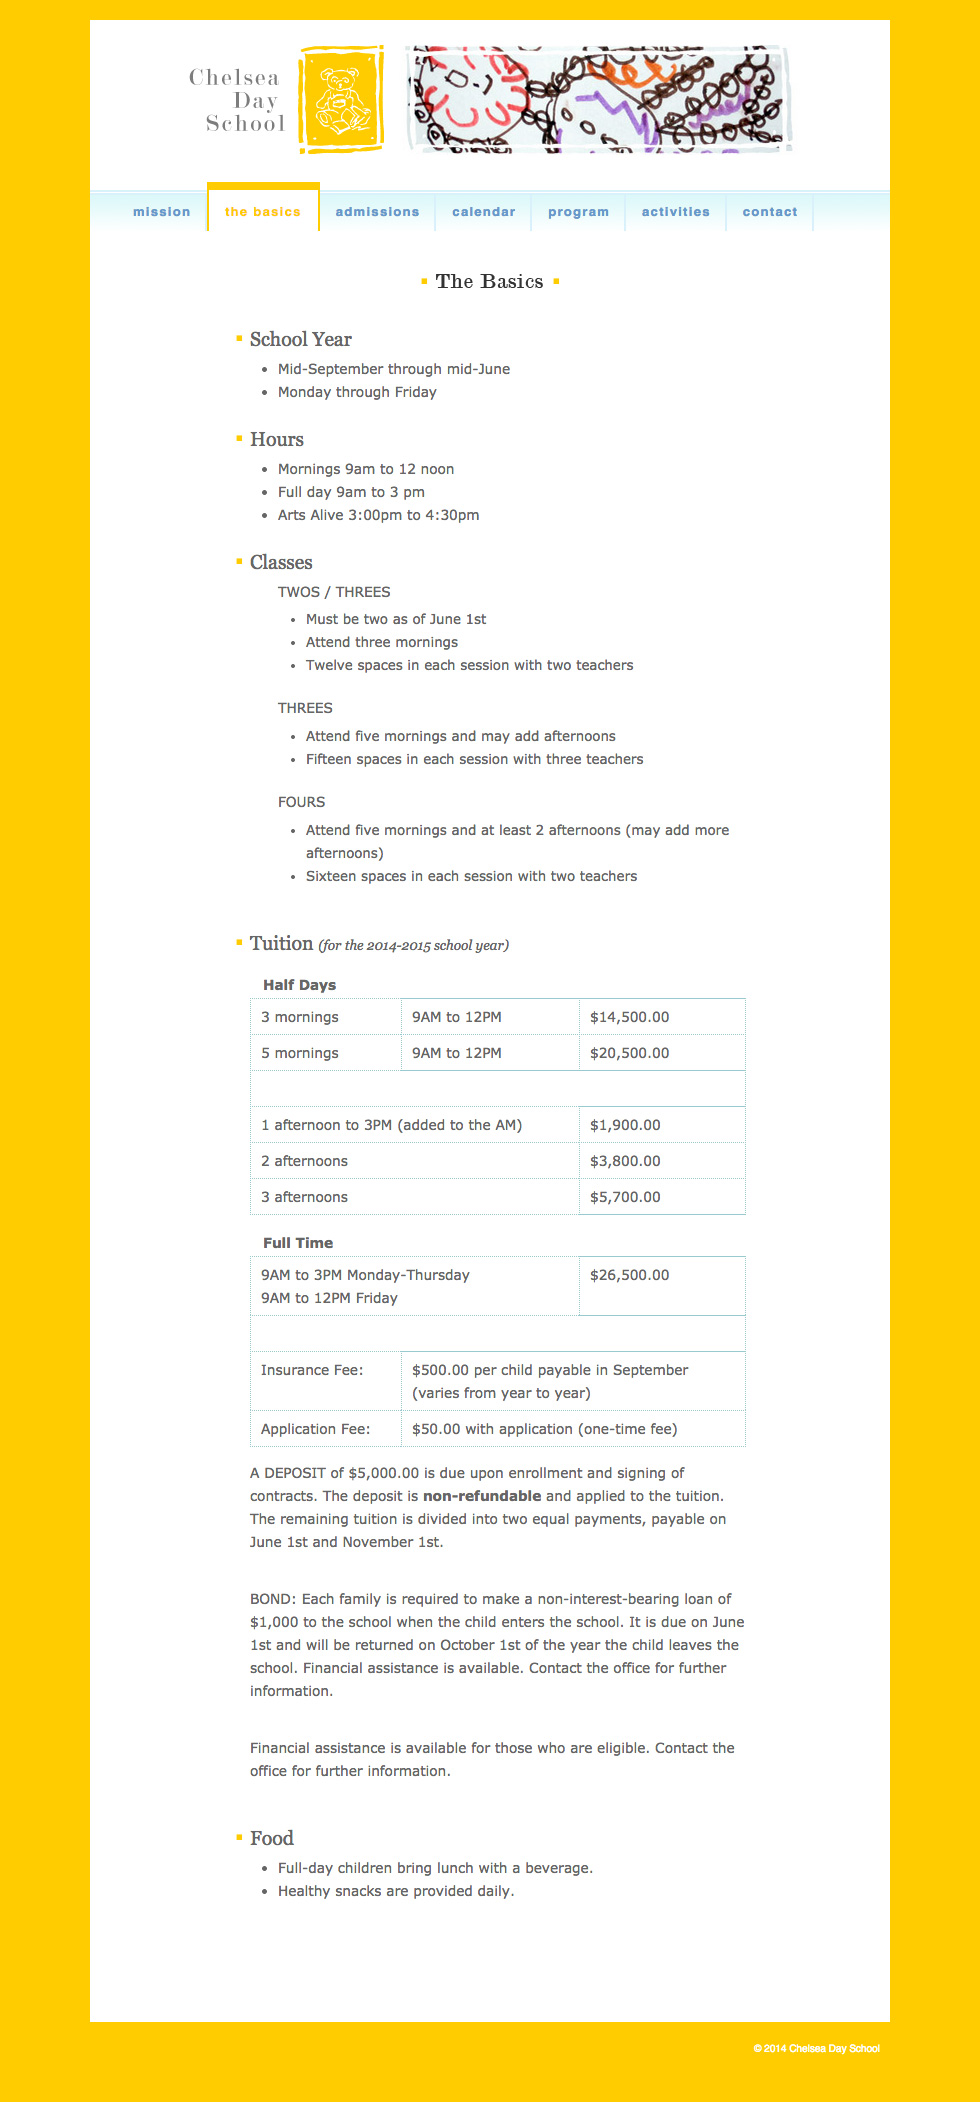 Chelsea
Day
School
mission
the basics
admissions
calendar
program
activities
contact
The Basics
School Year
Mid-September through mid-June
Monday through Friday
Hours
Mornings 9am to 12 noon
Full day 9am to 3 pm
Arts Alive 3:00pm to 4:30pm
Classes
TWOS / THREES
Must be two as of June 1st
Attend three mornings
Twelve spaces in each session with two teachers
THREES
Attend five mornings and may add afternoons
Fifteen spaces in each session with three teachers
FOURS
Attend five mornings and at least 2 afternoons (may add more
afternoons)
Sixteen spaces in each session with two teachers
Tuition (for the 2014-2015 school year)
Half Days
3 mornings 9AM to 12PM $14,500.00
5 mornings 9AM to 12PM $20,500.00
1 afternoon to 3PM (added to the AM) $1,900.00
2 afternoons $3,800.00
3 afternoons $5,700.00
Full Time
9AM to 3PM Monday-Thursday $26,500.00
9AM to 12PM Friday
Insurance Fee: $500.00 per child payable in September
(varies from year to year)
Application Fee: $50.00 with application (one-time fee)
A DEPOSIT of $5,000.00 is due upon enrollment and signing of
contracts. The deposit is non-refundable and applied to the tuition.
The remaining tuition is divided into two equal payments, payable on
June 1st and November 1st.
BOND: Each family is required to make a non-interest-bearing loan of
$1,000 to the school when the child enters the school. It is due on June
1st and will be returned on October 1st of the year the child leaves the
school. Financial assistance is available. Contact the office for further
information.
Financial assistance is available for those who are eligible. Contact the
office for further information.
Food
Full-day children bring lunch with a beverage.
Healthy snacks are provided daily.
© 2014 Chelsea Day School